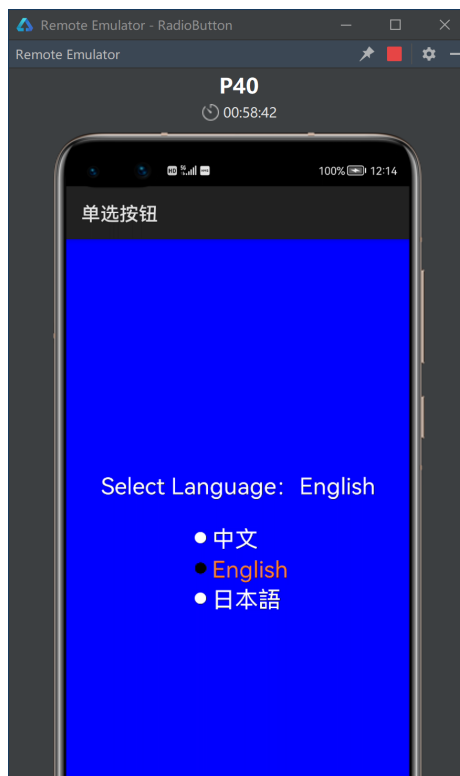 Remote Emulator - RadioButton
Remote Emulator
P40
00:58:42
100% 12:14
单选按钮
Select Language： English
中文
English
日本語